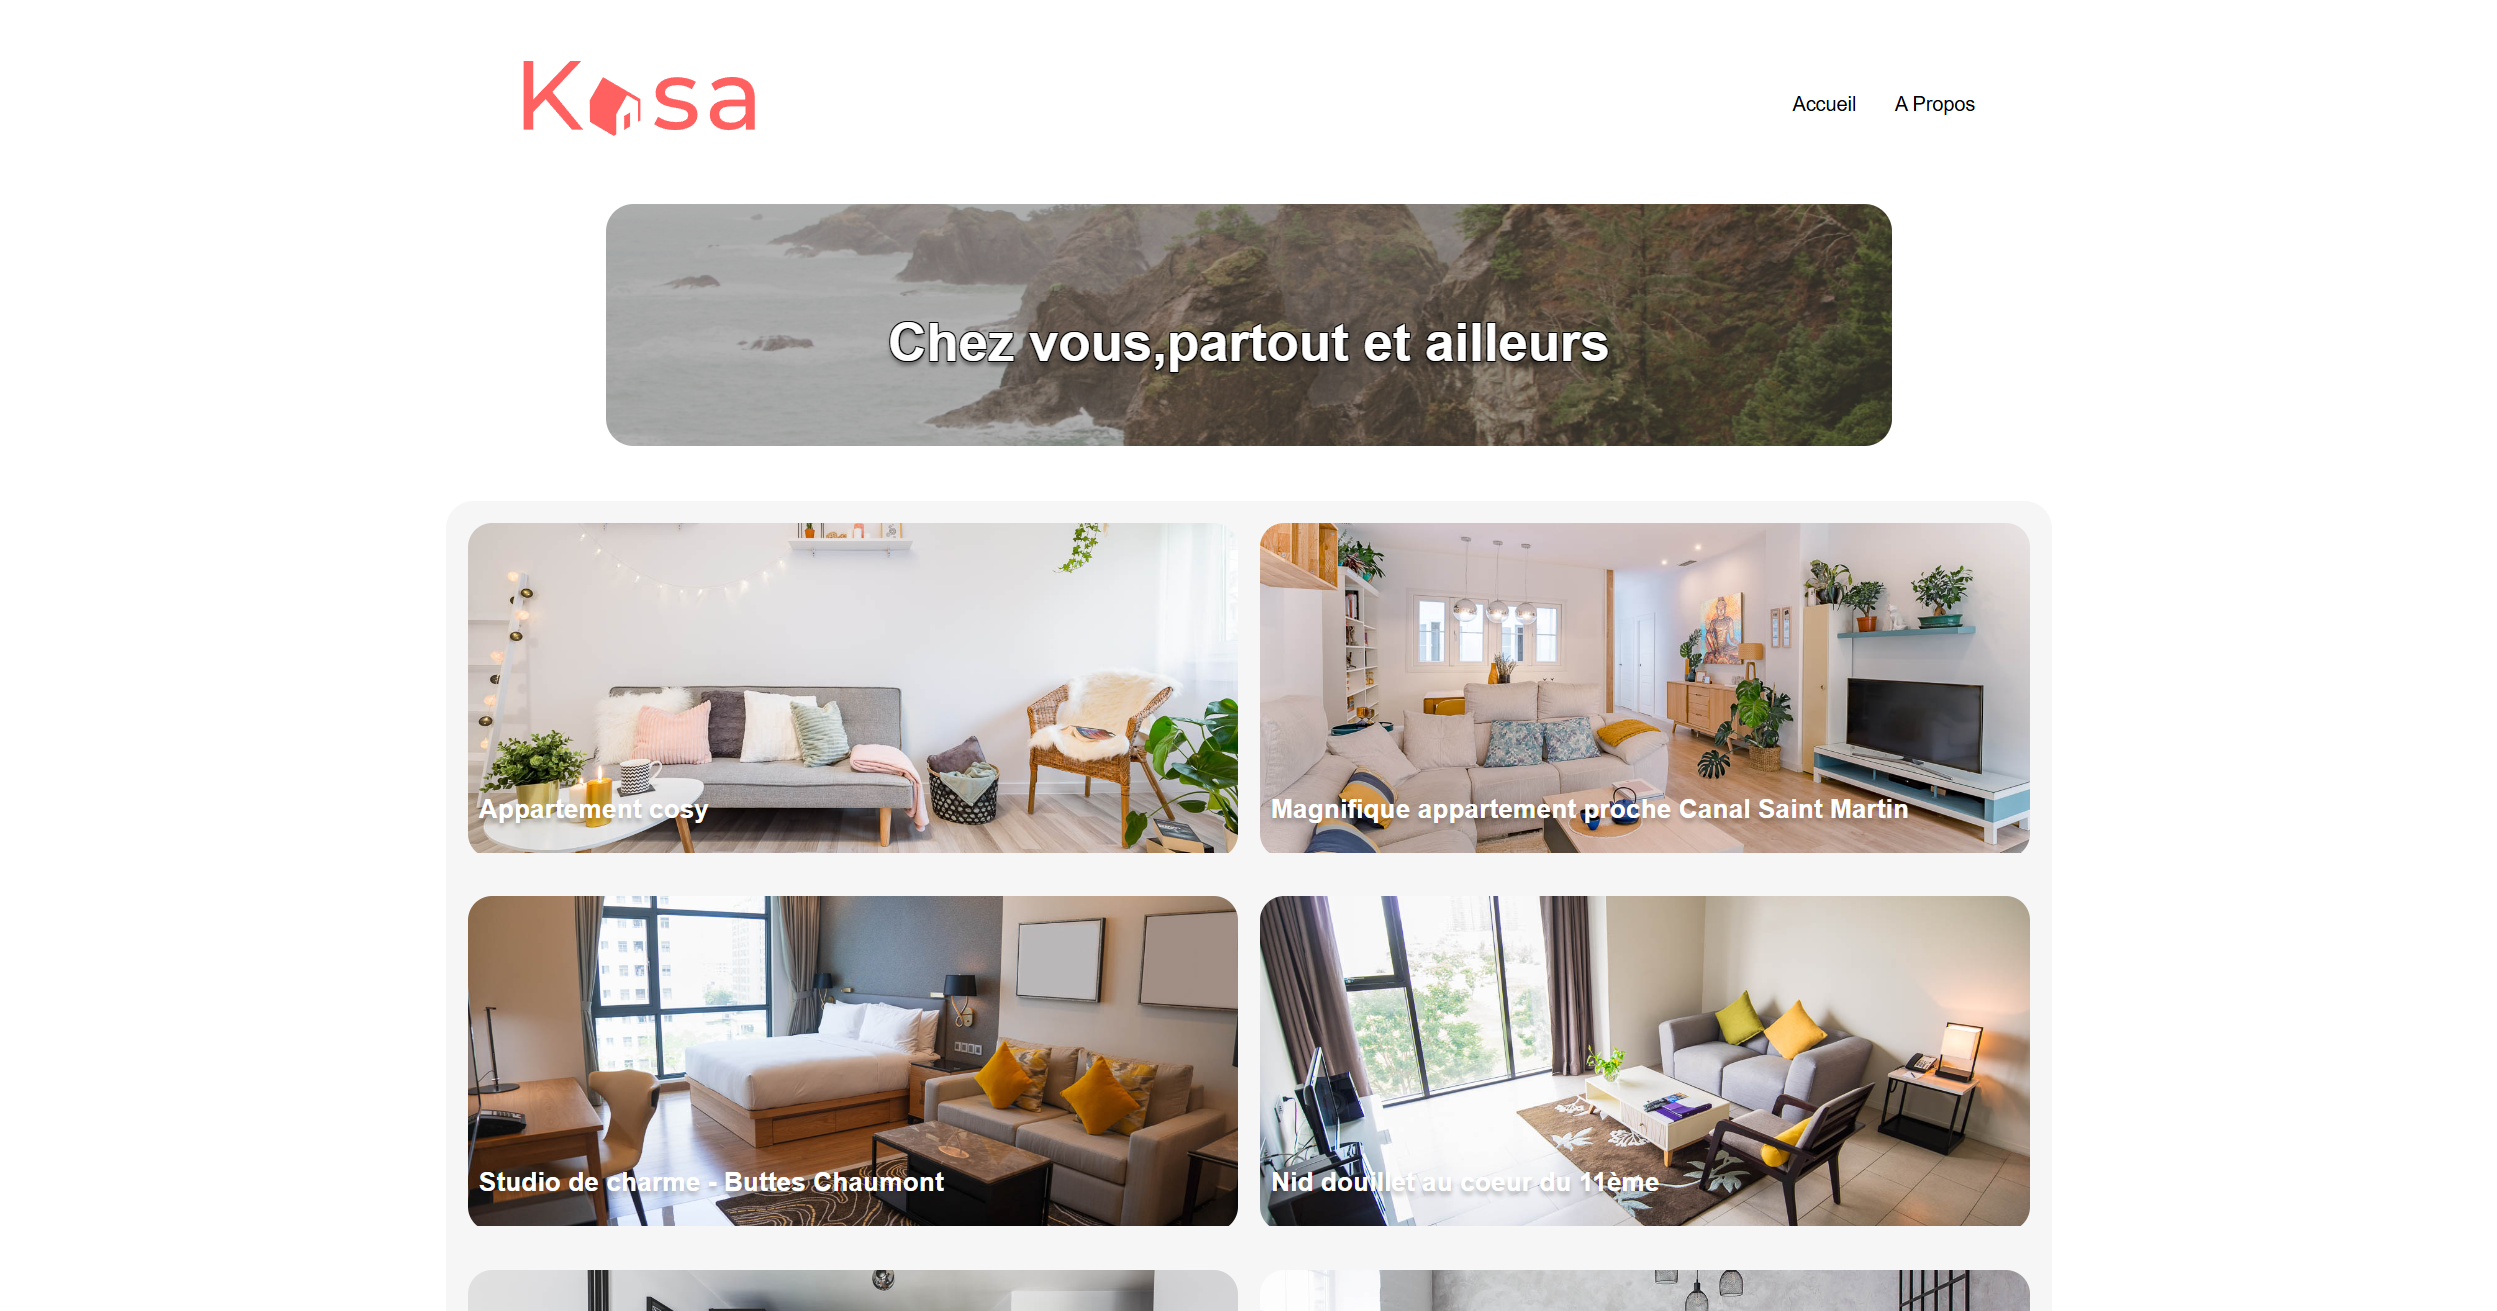 Kasa
Accueil A Propos
Chez vous,partout et ailleurs
Appartement cosy
Magnifique appartement proche Canal Saint Martin
Studio de charme - Buttes Chaumont
Nid douillet au coeur du 11ème